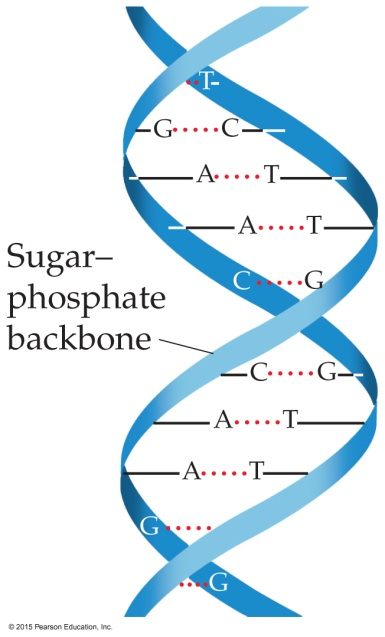 T
G C
A T
A T
C G
Sugar–
phosphate
backbone
C G
A T
A T
G
G
© 2015 Pearson Education, Inc.